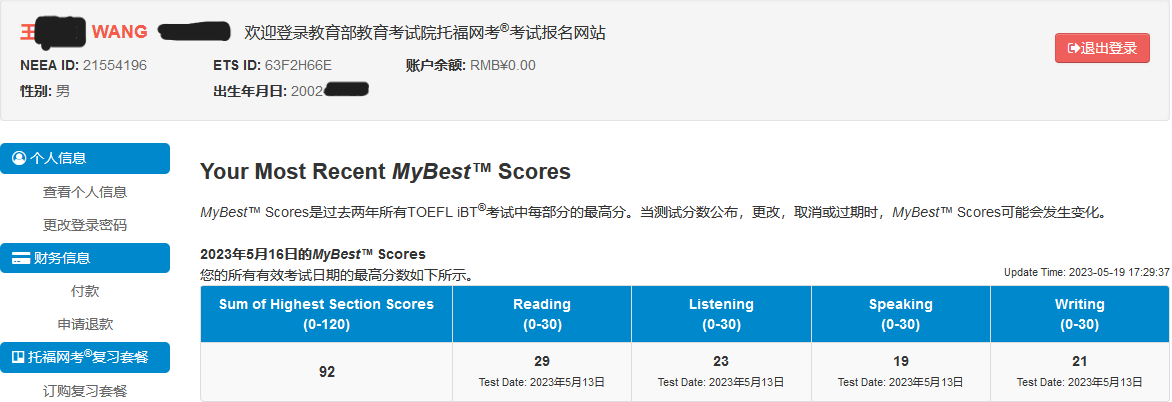 王 WANG 欢迎登录教育部教育考试院托福网考®考试报名网站
退出登录
NEEA ID: 21554196 ETS ID: 63F2H66E 账户余额: RMB¥0.00
性别: 男 出生年月日: 2002
个人信息
查看个人信息
更改登录密码
财务信息
付款
申请退款
托福网考®复习套餐
订购复习套餐
Your Most Recent MyBest™ Scores
MyBest™ Scores是过去两年所有TOEFL iBT®考试中每部分的最高分。当测试分数公布，更改，取消或过期时，MyBest™ Scores可能会发生变化。
2023年5月16日的MyBest™ Scores
您的所有有效考试日期的最高分数如下所示。
Update Time: 2023-05-19 17:29:37
Sum of Highest Section Scores Reading Listening Speaking Writing
(0-120) (0-30) (0-30) (0-30) (0-30)
92 29 23 19 21
Test Date: 2023年5月13日 Test Date: 2023年5月13日 Test Date: 2023年5月13日 Test Date: 2023年5月13日